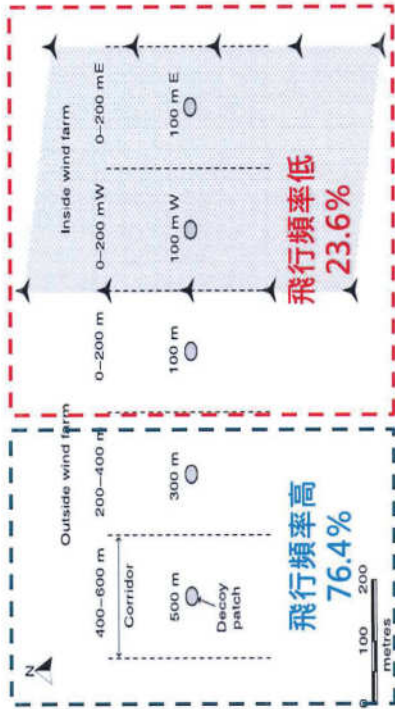 N
Outside wind farm
Inside wind farm
400–600 m
200–400 m
0–200 m
0–200 mW
0–200 mE
Corridor
500 m
300 m
100 m
100 m W
100 m E
Decoy
patch
飛行頻率高
76.4%
飛行頻率低
23.6%
0 100 200
metres